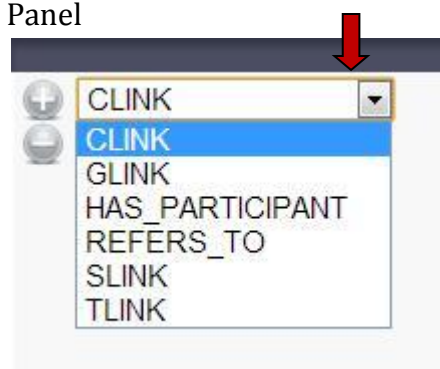 Panel
CLINK
CLINK
GLINK
HAS_PARTICIPANT
REFERS_TO
SLINK
TLINK